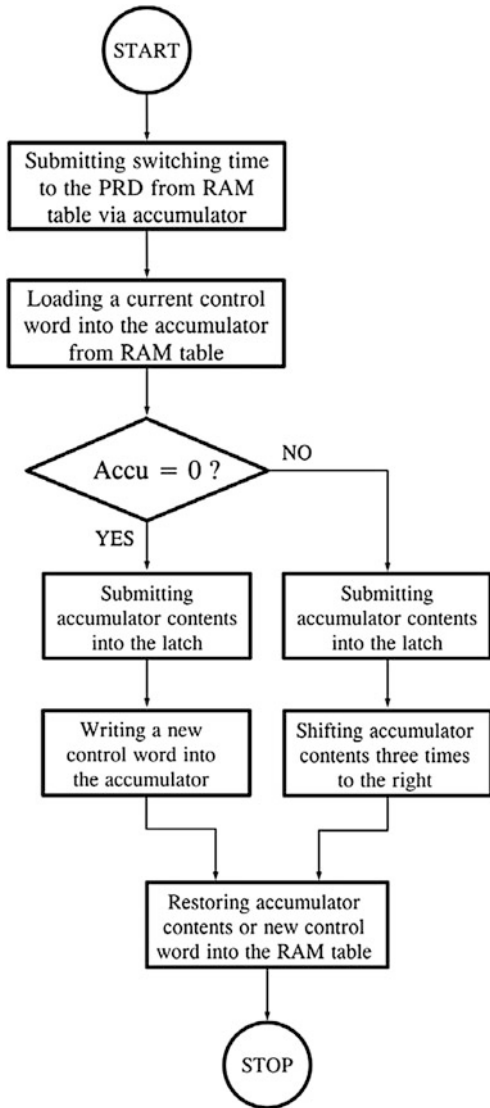 START
Submitting switching time
to the PRD from RAM
table via accumulator
Loading a current control
word into the accumulator
from RAM table
Accu = 0 ?
NO
YES
Submitting
accumulator contents
into the latch
Submitting
accumulator contents
into the latch
Writing a new
control word into
the accumulator
Shifting accumulator
contents three times
to the right
Restoring accumulator
contents or new control
word into the RAM table
STOP